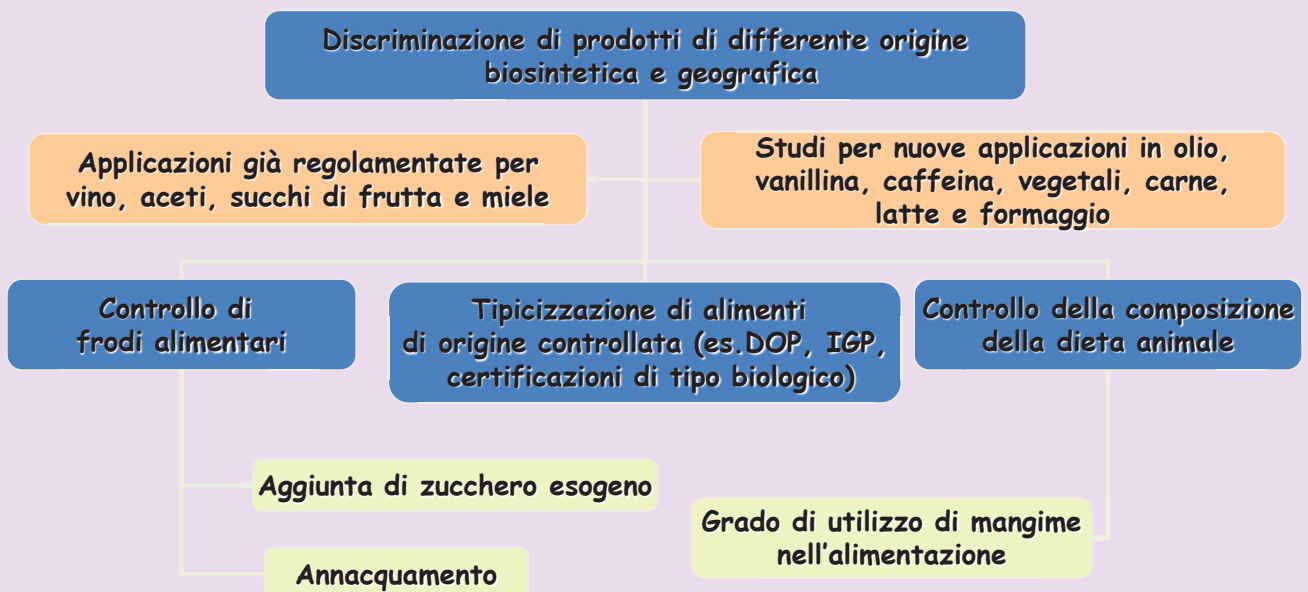 Discriminazione di prodotti di differente origine
biosintetica e geografica
Applicazioni già regolamentate per
vino, aceti, succhi di frutta e miele
Studi per nuove applicazioni in olio,
vanillina, caffeina, vegetali, carne,
latte e formaggio
Controllo di
frodi alimentari
Tipicizzazione di alimenti
di origine controllata (es.DOP, IGP,
certificazioni di tipo biologico)
Controllo della composizione
della dieta animale
Aggiunta di zucchero esogeno
Annacquamento
Grado di utilizzo di mangime
nell'alimentazione